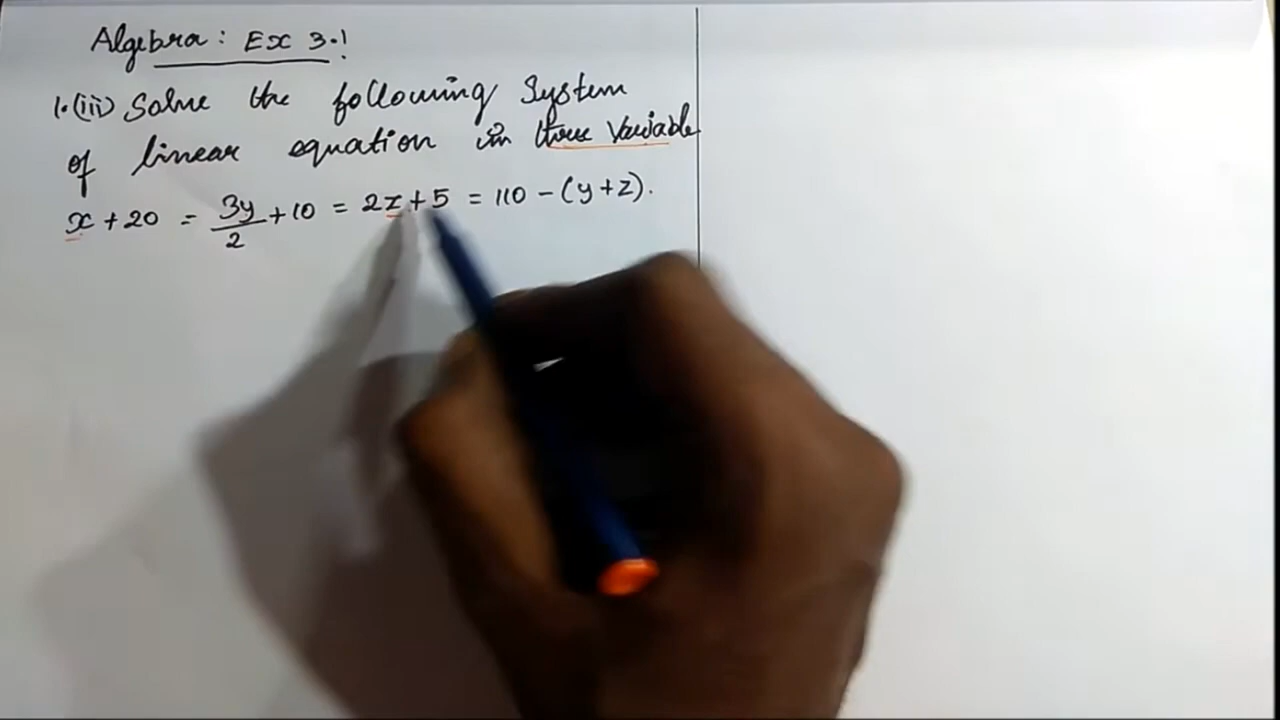 Algebra: Ex 3.1
1.(iii) Solve the following System
of linear equation in three Variable
x + 20 = 3y/2 + 10 = 2z + 5 = 110 - (y + z).